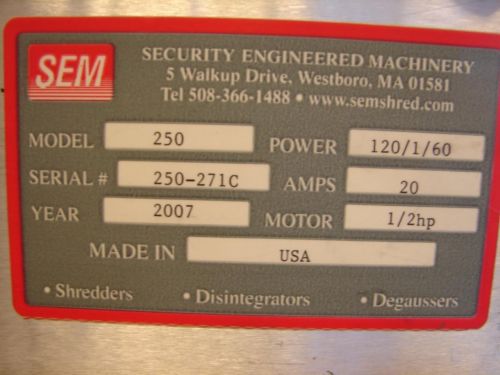 SEM
SECURITY ENGINEERED MACHINERY
5 Walkup Drive, Westboro, MA 01581
Tel 508-366-1488 • www.semshred.com
MODEL 250 POWER 120/1/60
SERIAL # 250-271C AMPS 20
YEAR 2007 MOTOR 1/2hp
MADE IN USA
• Shredders • Disintegrators • Degaussers